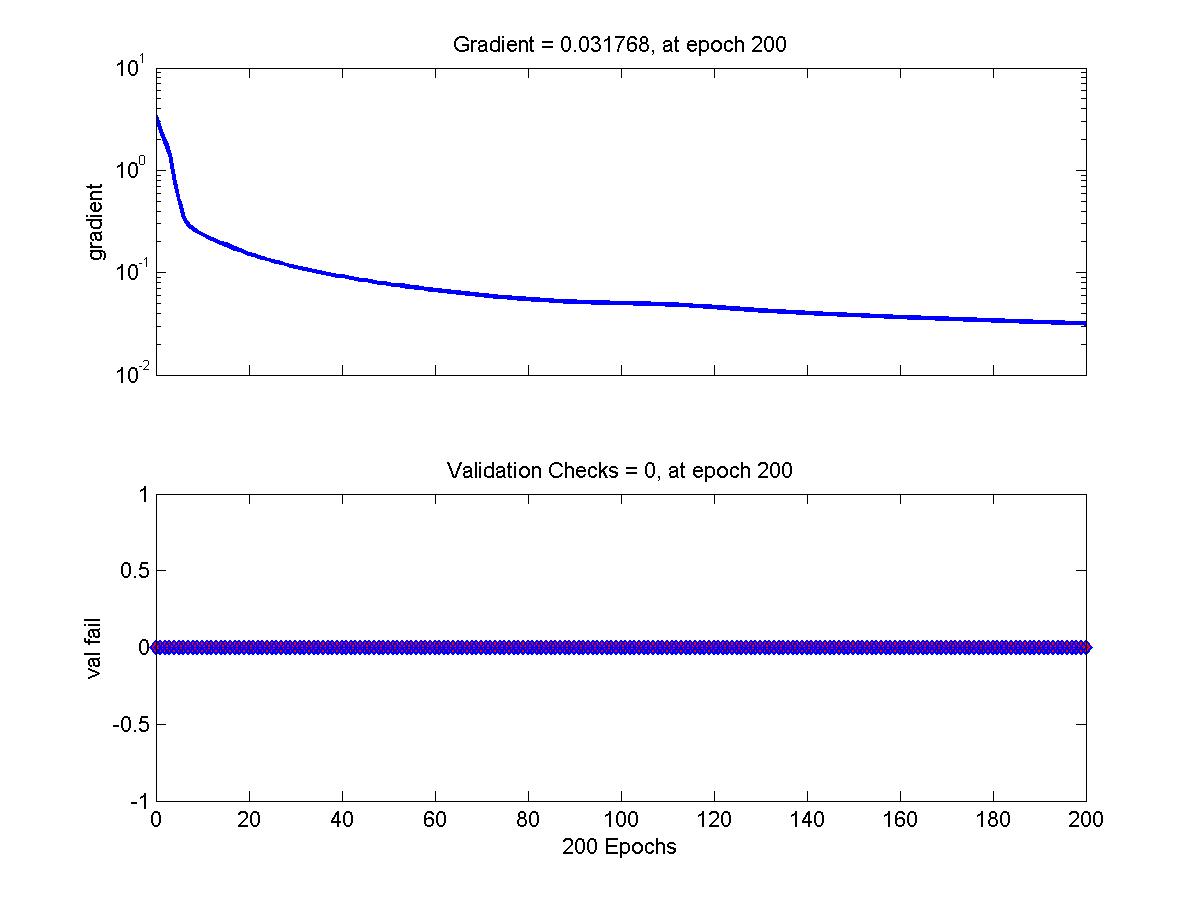 Gradient = 0.031768, at epoch 200
10^1
10^0
10^-1
10^-2
gradient
Validation Checks = 0, at epoch 200
1
0.5
0
-0.5
-1
val fail
0 20 40 60 80 100 120 140 160 180 200
200 Epochs